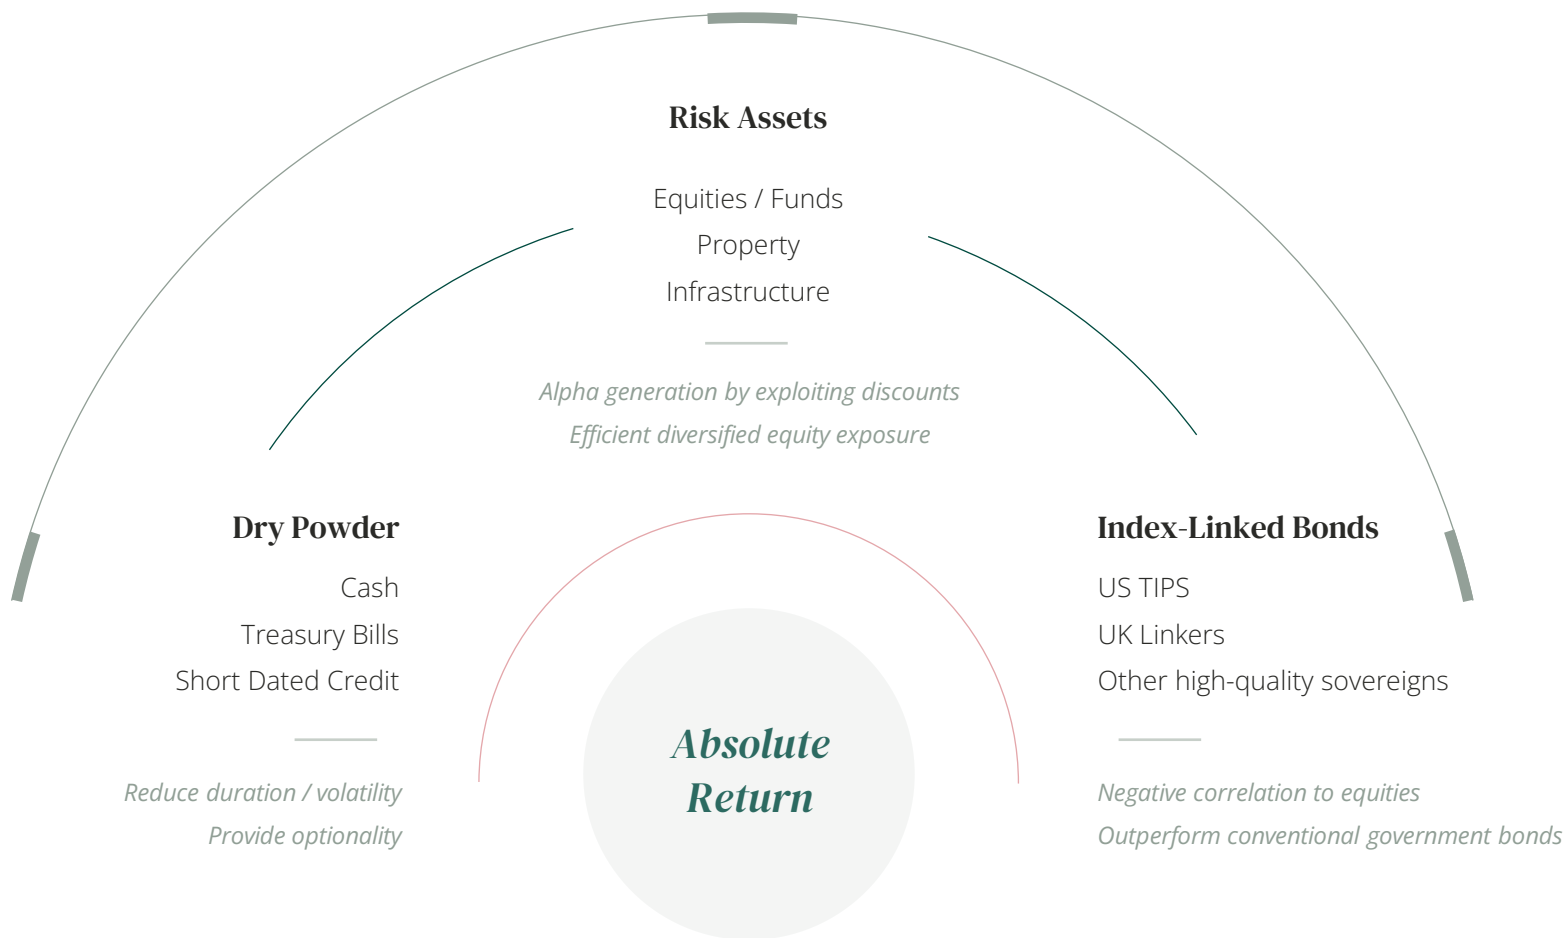 Risk Assets
Equities / Funds
Property
Infrastructure
Alpha generation by exploiting discounts
Efficient diversified equity exposure
Dry Powder
Cash
Treasury Bills
Short Dated Credit
Reduce duration / volatility
Provide optionality
Absolute
Return
Index-Linked Bonds
US TIPS
UK Linkers
Other high-quality sovereigns
Negative correlation to equities
Outperform conventional government bonds